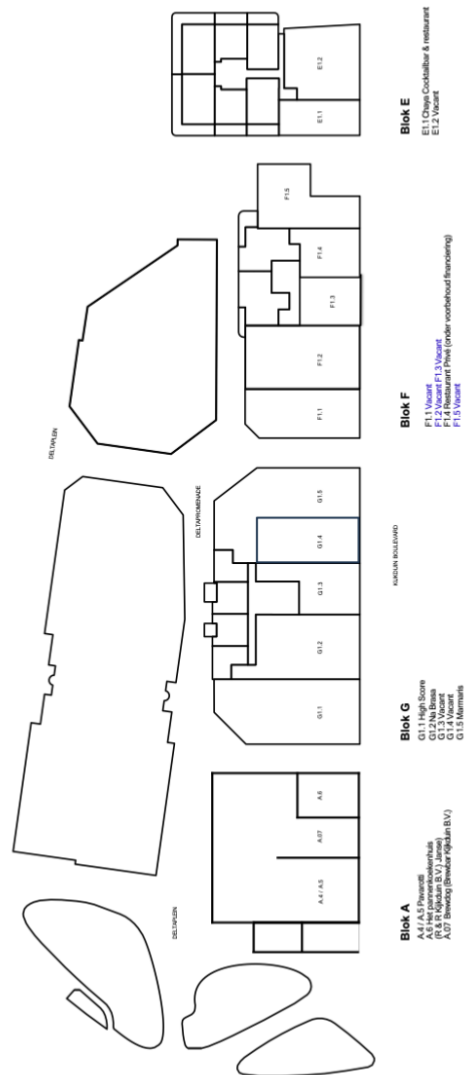 DELTAPLEIN
DELTAPROMENADE
DELTAPLEIN
KIJKDUIN BOULEVARD
A.4 / A.5
A.07
A.6
G1.1
G1.2
G1.3
G1.4
G1.5
F1.1
F1.2
F1.3
F1.4
F1.5
E1.1
E1.2
Blok A
A.4 / A.5 Pavarotti
A.6 Het pannenkoekenhuis
(R & R Kijkduin B.V.) Janse)
A.07 Brewdog (Brewbar Kijkduin B.V.)
Blok G
G1.1 High Score
G1.2 Na Brasa
G1.3 Vacant
G1.4 Vacant
G1.5 Marmaris
Blok F
F1.1 Vacant
F1.2 Vacant F1.3 Vacant
F1.4 Restaurant Privé (onder voorbehoud financiering)
F1.5 Vacant
Blok E
E1.1 Chaya Cocktailbar & restaurant
E1.2 Vacant